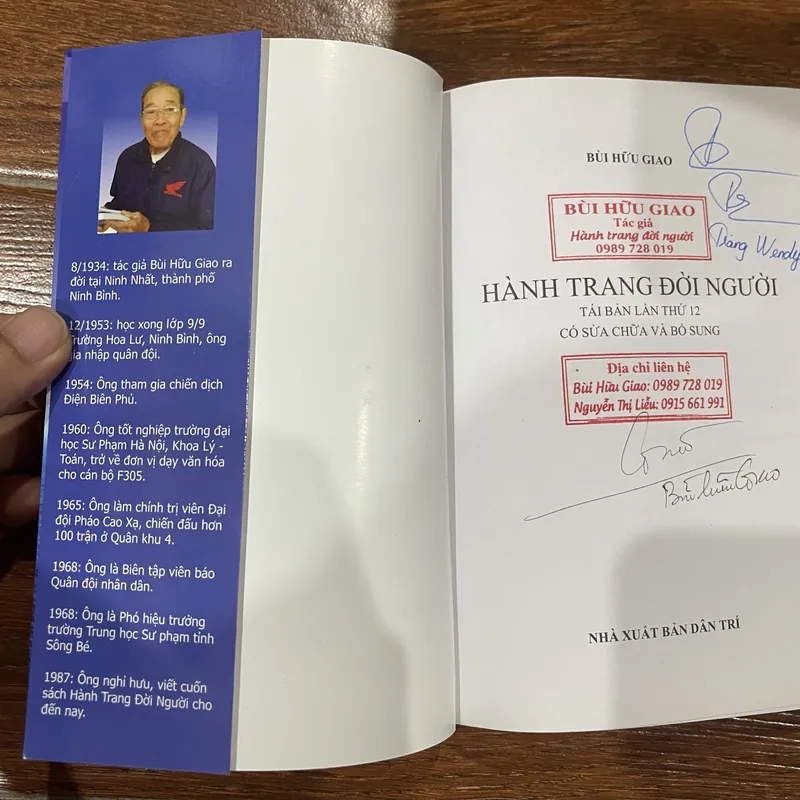 8/1934: tác giả Bùi Hữu Giao ra
đời tại Ninh Nhất, thành phố
Ninh Bình.
12/1953: học xong lớp 9/9
Trường Hoa Lư, Ninh Bình, ông
gia nhập quân đội.
1954: Ông tham gia chiến dịch
Điện Biên Phủ.
1960: Ông tốt nghiệp trường đại
học Sư Phạm Hà Nội, Khoa Lý -
Toán, trở về đơn vị dạy văn hóa
cho cán bộ F305.
1965: Ông làm chính trị viên Đại
đội Pháo Cao Xạ, chiến đấu hơn
100 trận ở Quân khu 4.
1968: Ông là Biên tập viên báo
Quân đội nhân dân.
1968: Ông là Phó hiệu trưởng
trường Trung học Sư phạm tỉnh
Sông Bé.
1987: Ông nghỉ hưu, viết cuốn
sách Hành Trang Đời Người cho
đến nay.
BÙI HỮU GIAO
BÙI HỮU GIAO
Tác giả
Hành trang đời người
0989 728 019
Giang Wendy
HÀNH TRANG ĐỜI NGƯỜI
TÁI BẢN LẦN THỨ 12
CÓ SỬA CHỮA VÀ BỔ SUNG
Địa chỉ liên hệ
Bùi Hữu Giao: 0989 728 019
Nguyễn Thị Liễu: 0915 661 991
Bùi Hữu Giao
NHÀ XUẤT BẢN DÂN TRÍ